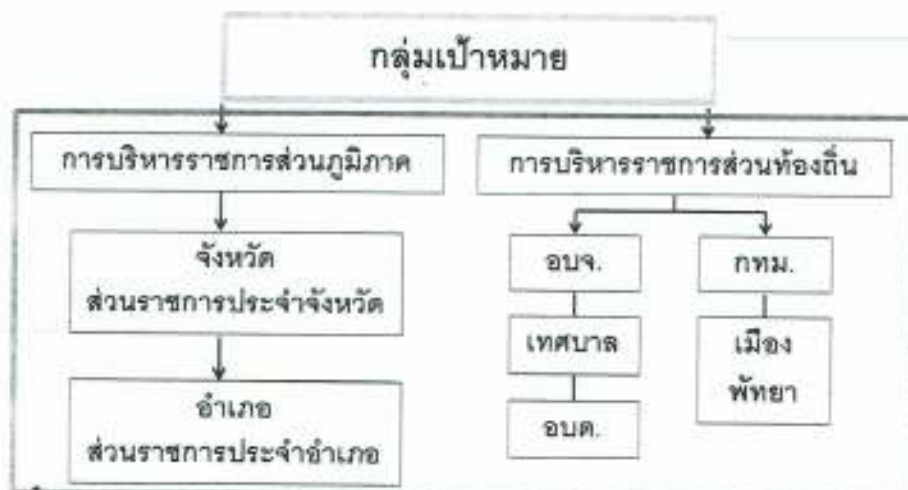 กลุ่มเป้าหมาย
การบริหารราชการส่วนภูมิภาค
การบริหารราชการส่วนท้องถิ่น
จังหวัด
ส่วนราชการประจำจังหวัด
อำเภอ
ส่วนราชการประจำอำเภอ
อบจ.
เทศบาล
อบต.
กทม.
เมือง
พัทยา